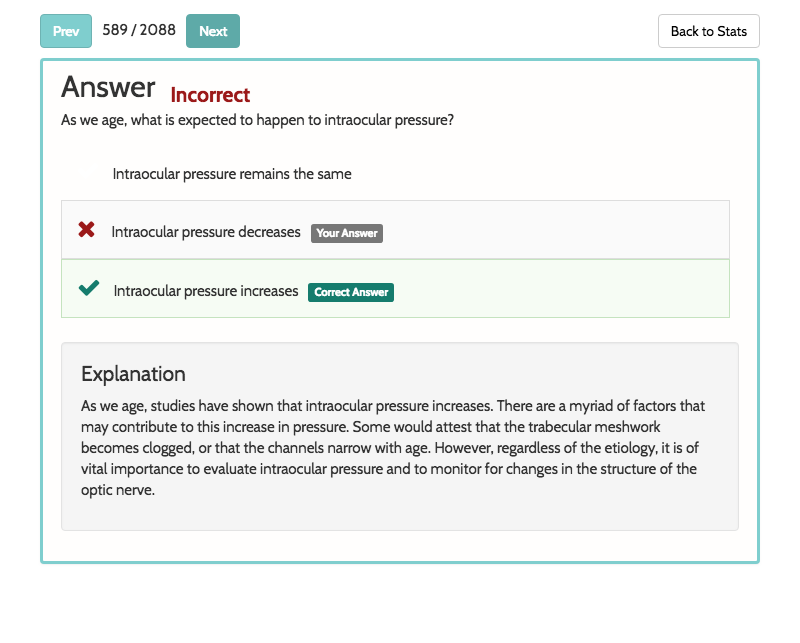 Prev 589 / 2088 Next Back to Stats
Answer Incorrect
As we age, what is expected to happen to intraocular pressure?
Intraocular pressure remains the same
Intraocular pressure decreases Your Answer
Intraocular pressure increases Correct Answer
Explanation
As we age, studies have shown that intraocular pressure increases. There are a myriad of factors that
may contribute to this increase in pressure. Some would attest that the trabecular meshwork
becomes clogged, or that the channels narrow with age. However, regardless of the etiology, it is of
vital importance to evaluate intraocular pressure and to monitor for changes in the structure of the
optic nerve.